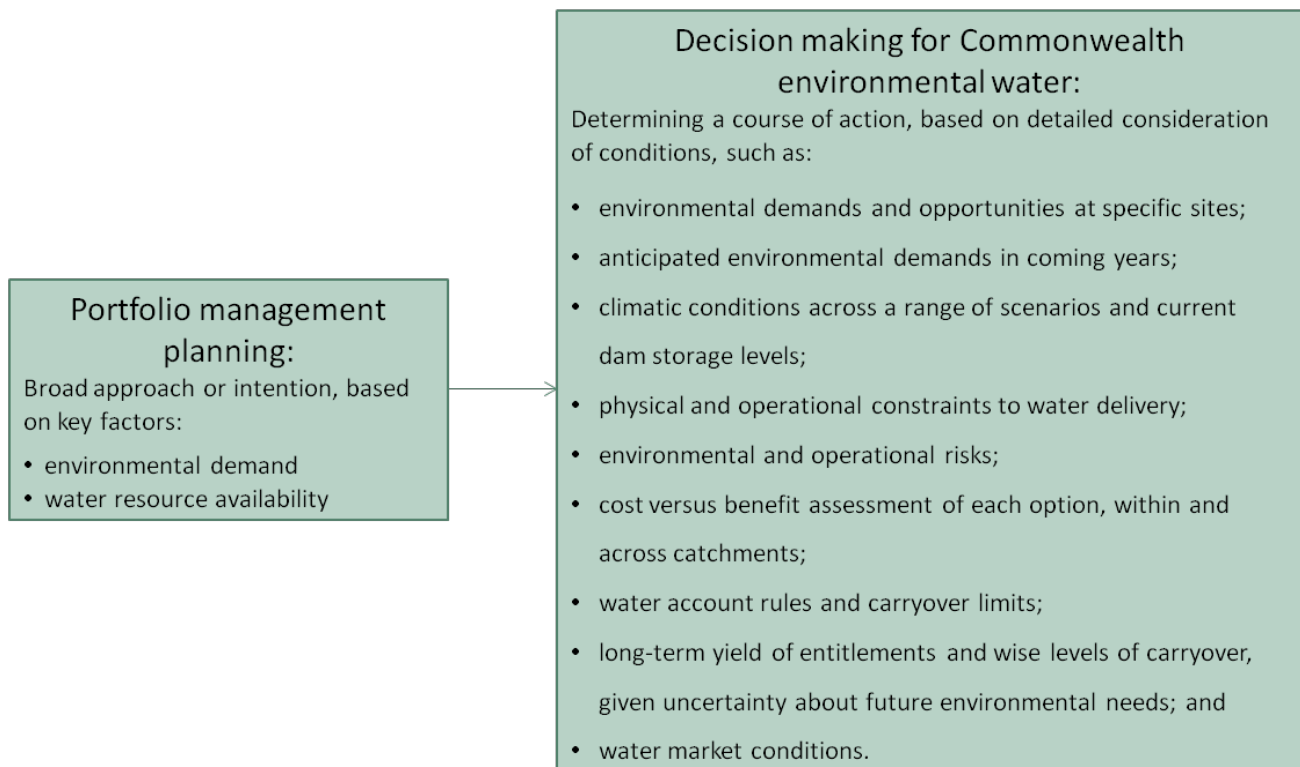 Portfolio management
planning:
Broad approach or intention, based
on key factors:
• environmental demand
• water resource availability
Decision making for Commonwealth
environmental water:
Determining a course of action, based on detailed consideration
of conditions, such as:
• environmental demands and opportunities at specific sites;
• anticipated environmental demands in coming years;
• climatic conditions across a range of scenarios and current
dam storage levels;
• physical and operational constraints to water delivery;
• environmental and operational risks;
• cost versus benefit assessment of each option, within and
across catchments;
• water account rules and carryover limits;
• long-term yield of entitlements and wise levels of carryover,
given uncertainty about future environmental needs; and
• water market conditions.